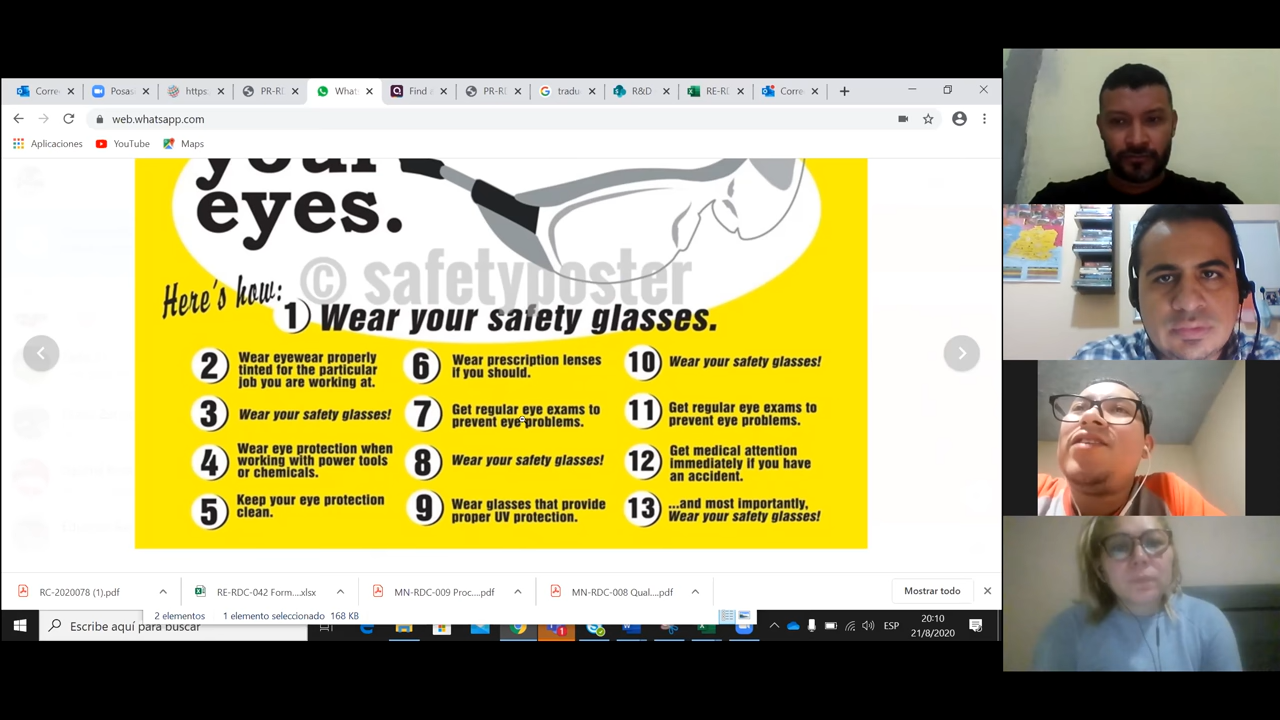 Corre
Posas
https:
PR-RI
What
Find
PR-RI
tradu
R&D
RE-RI
Corre
web.whatsapp.com
Aplicaciones
YouTube
Maps
your
eyes.
© safetyposter
Here's how:
1) Wear your safety glasses.
2 Wear eyewear properly
tinted for the particular
job you are working at.
3 Wear your safety glasses!
4 Wear eye protection when
working with power tools
or chemicals.
5 Keep your eye protection
clean.
6 Wear prescription lenses
if you should.
7 Get regular eye exams to
prevent eye problems.
8 Wear your safety glasses!
9 Wear glasses that provide
proper UV protection.
10 Wear your safety glasses!
11 Get regular eye exams to
prevent eye problems.
12 Get medical attention
immediately if you have
an accident.
13 ...and most importantly,
Wear your safety glasses!
RC-2020078 (1).pdf
RE-RDC-042 Form....xlsx
MN-RDC-009 Proc....pdf
MN-RDC-008 Qual....pdf
Mostrar todo
2 elementos
1 elemento seleccionado 168 KB
Escribe aquí para buscar
ESP
20:10
21/8/2020